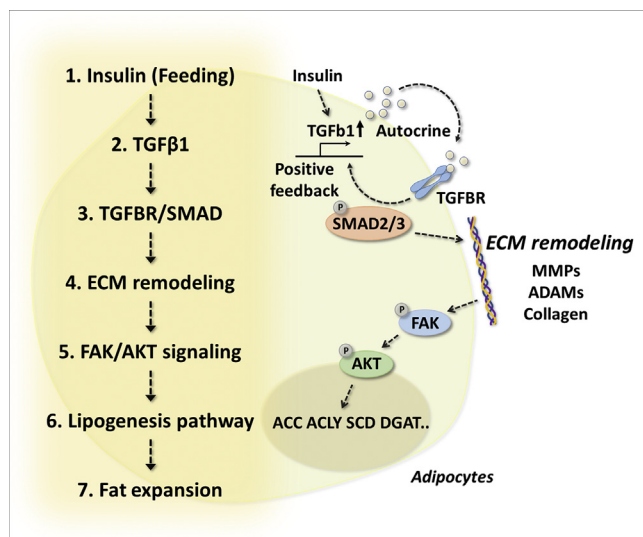 1. Insulin (Feeding)
2. TGFβ1
3. TGFBR/SMAD
4. ECM remodeling
5. FAK/AKT signaling
6. Lipogenesis pathway
7. Fat expansion
Insulin
TGFb1
Autocrine
Positive
feedback
TGFBR
P
SMAD2/3
ECM remodeling
MMPs
ADAMs
Collagen
P
FAK
P
AKT
ACC ACLY SCD DGAT..
Adipocytes